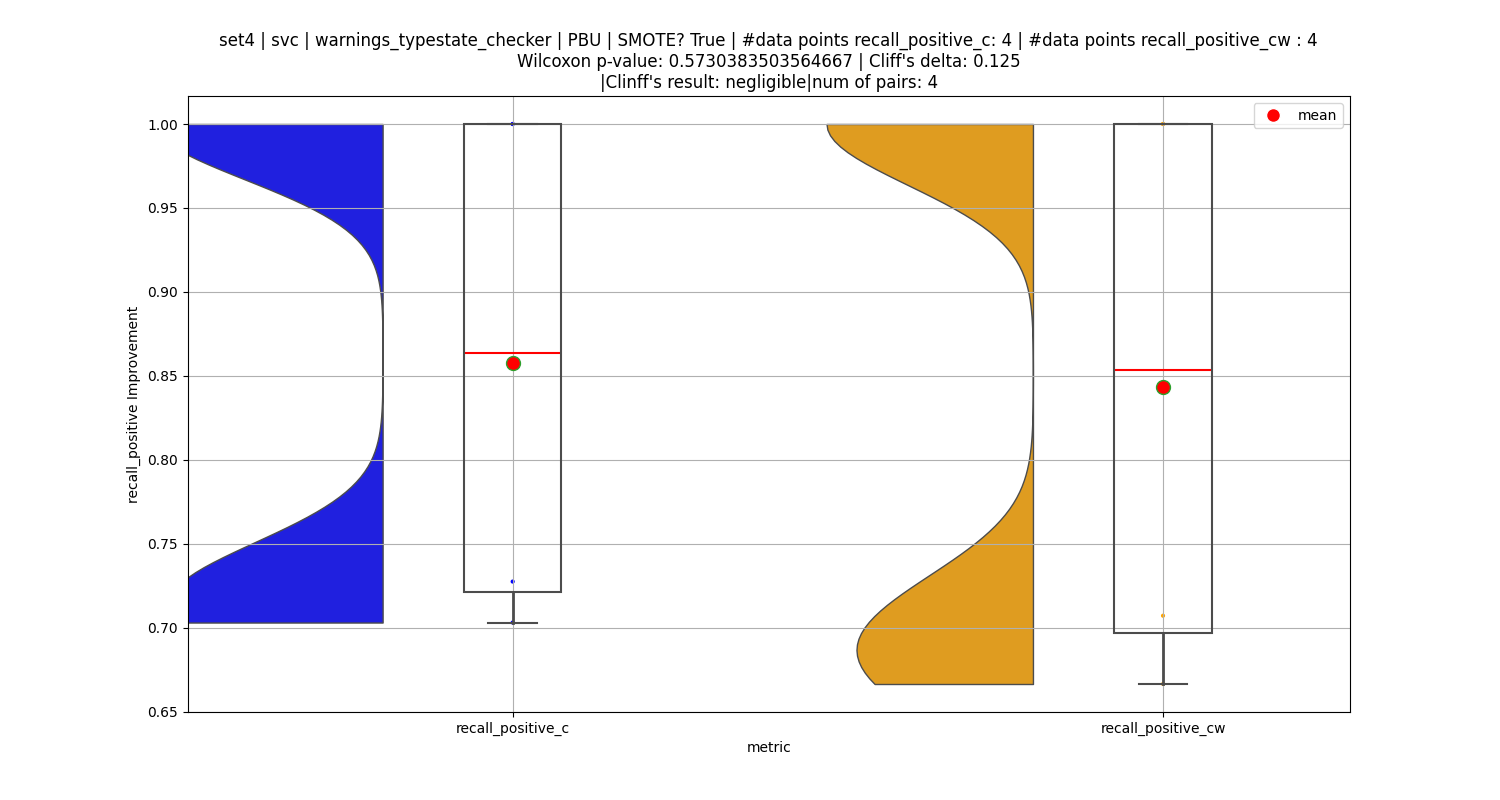 set4 | svc | warnings_typestate_checker | PBU | SMOTE? True | #data points recall_positive_c: 4 | #data points recall_positive_cw : 4
Wilcoxon p-value: 0.5730383503564667 | Cliff's delta: 0.125
|Clinff's result: negligible|num of pairs: 4
mean
1.00
0.95
0.90
0.85
0.80
0.75
0.70
0.65
recall_positive Improvement
recall_positive_c
recall_positive_cw
metric